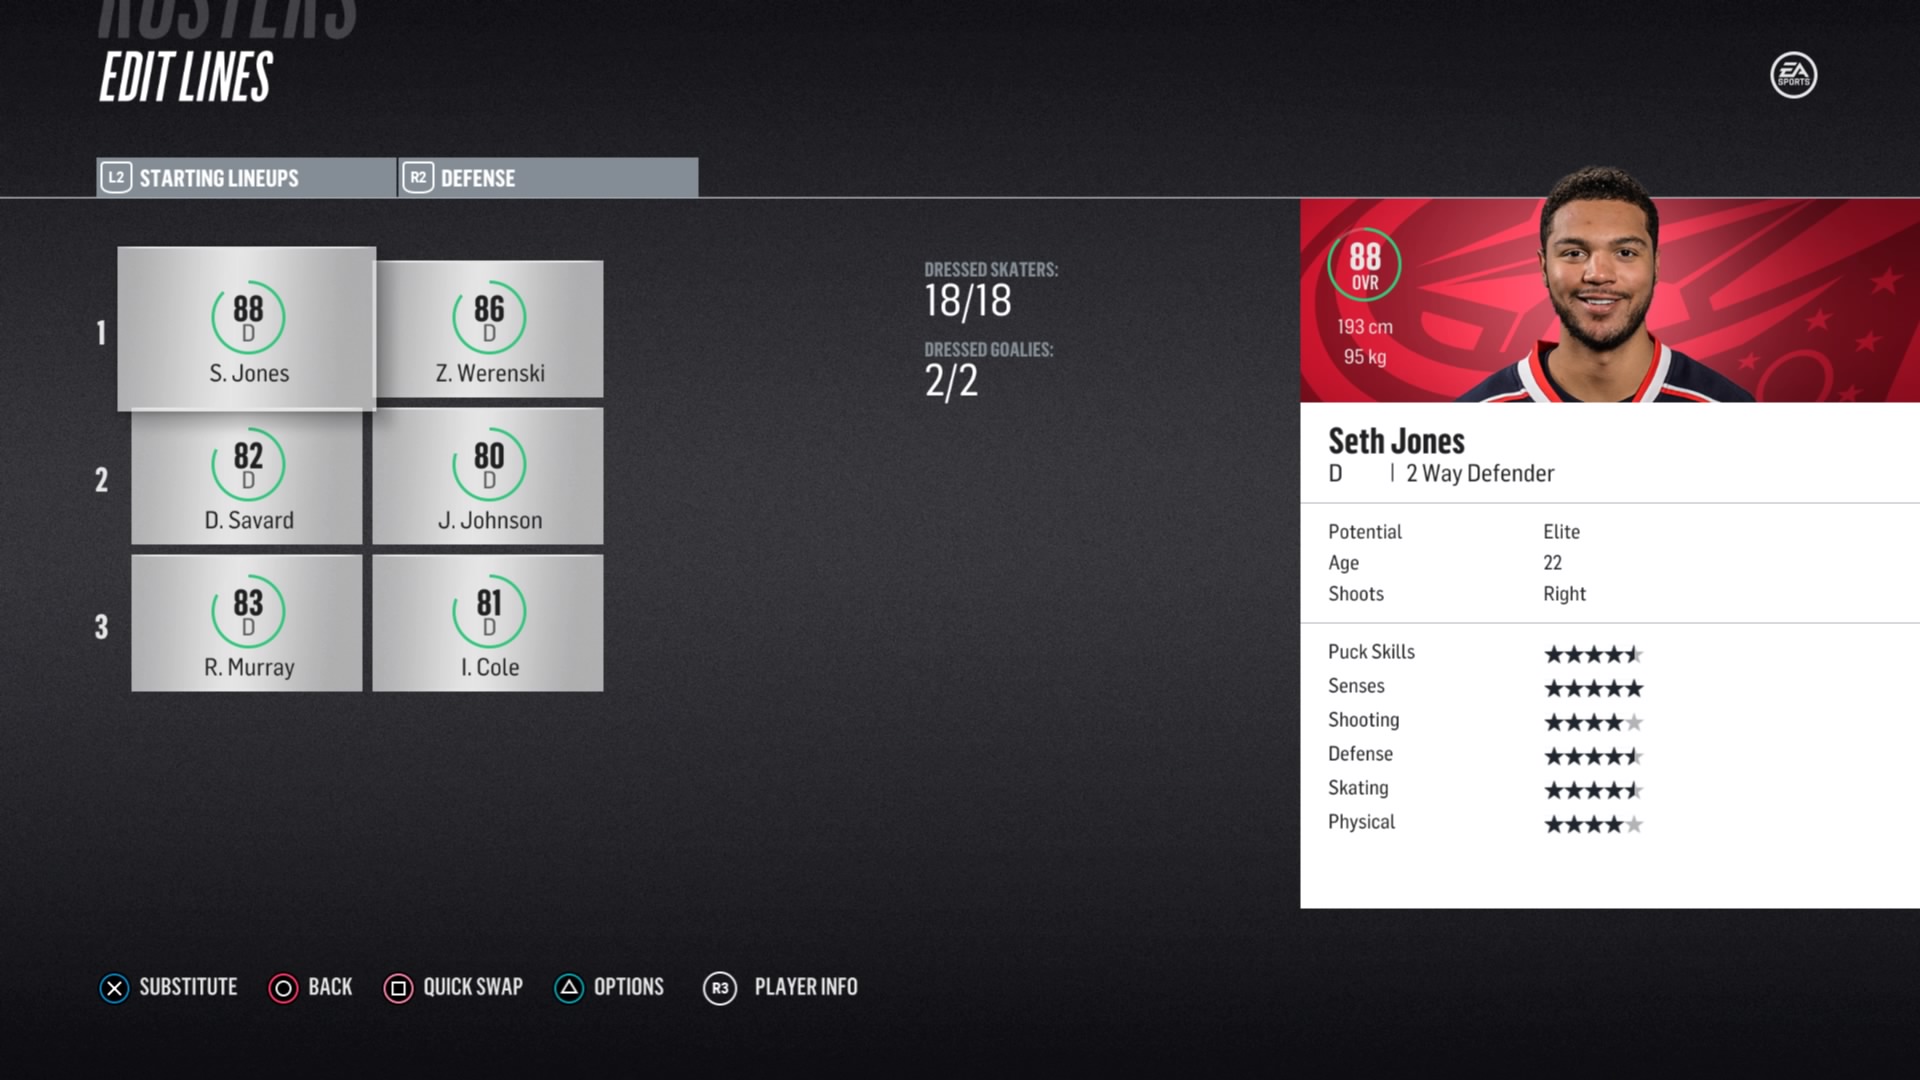 ROSTERS
EDIT LINES
EA SPORTS
L2 STARTING LINEUPS
R2 DEFENSE
1
88 D S. Jones
86 D Z. Werenski
2
82 D D. Savard
80 D J. Johnson
3
83 D R. Murray
81 D I. Cole
DRESSED SKATERS:
18/18
DRESSED GOALIES:
2/2
88
OVR
193 cm
95 kg
Seth Jones
D | 2 Way Defender
Potential Elite
Age 22
Shoots Right
Puck Skills
Senses
Shooting
Defense
Skating
Physical
SUBSTITUTE BACK QUICK SWAP OPTIONS R3 PLAYER INFO